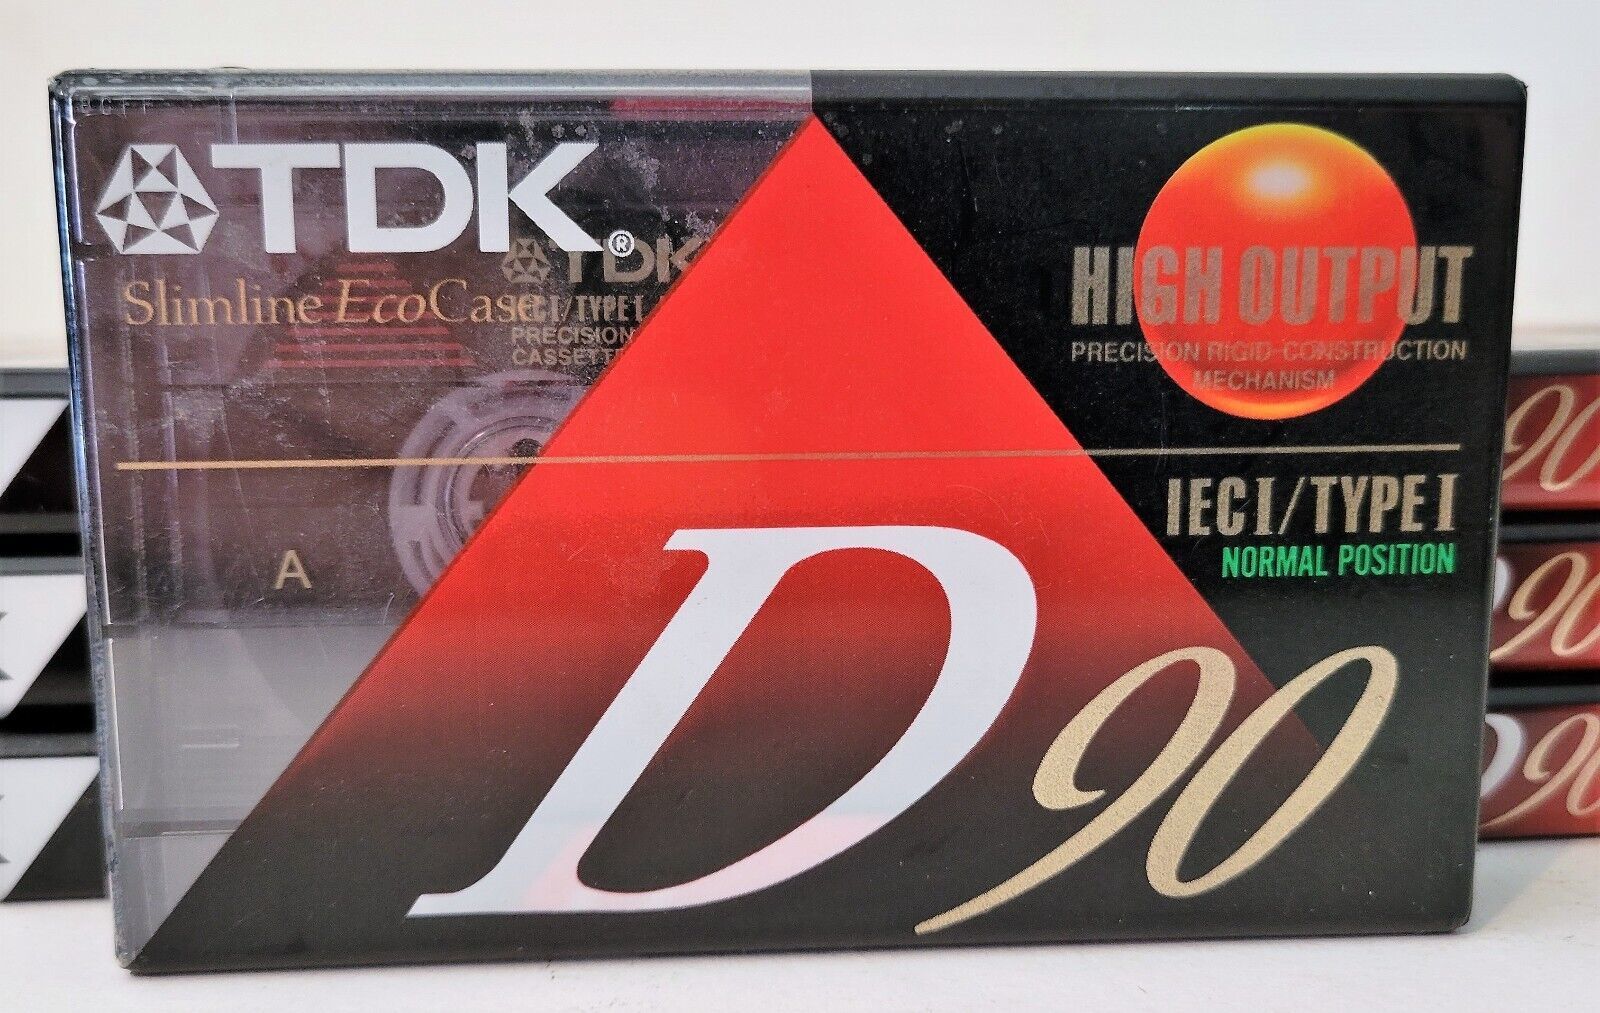 TDK®
Slimline EcoCase
TDK
IEC I/TYPE I
PRECISION
CASSETTE
A
HIGH OUTPUT
PRECISION RIGID CONSTRUCTION
MECHANISM
IEC I/TYPE I
NORMAL POSITION
D 90
90
90
90